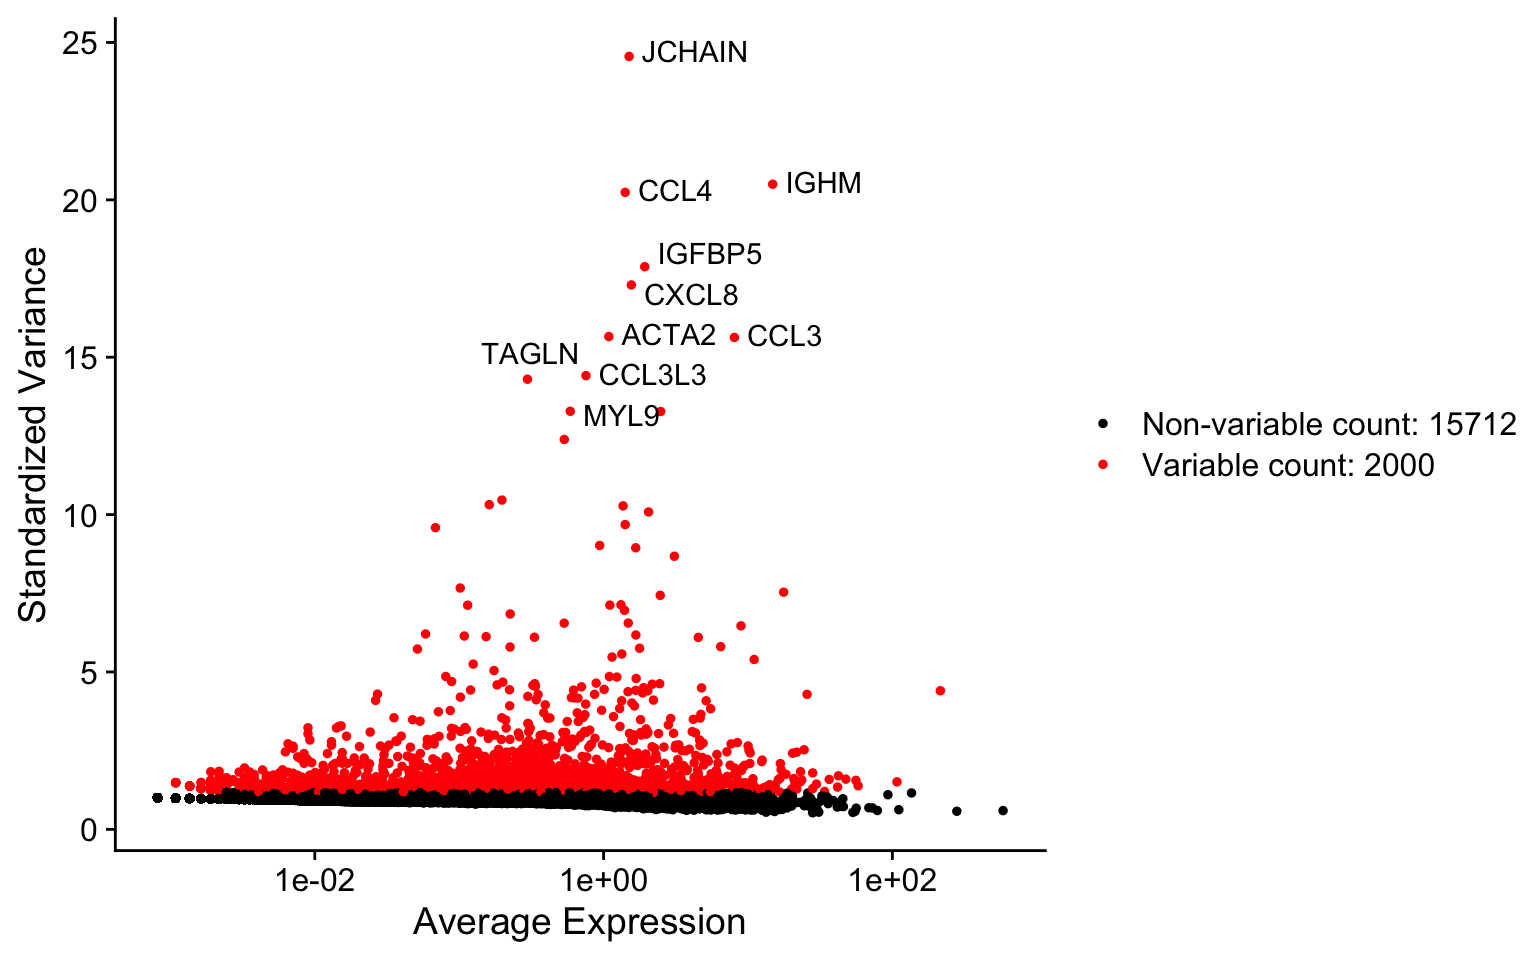 25
20
15
10
5
0
Standardized Variance
JCHAIN
CCL4
IGHM
IGFBP5
CXCL8
ACTA2
CCL3
TAGLN
CCL3L3
MYL9
1e-02
1e+00
1e+02
Average Expression
Non-variable count: 15712
Variable count: 2000